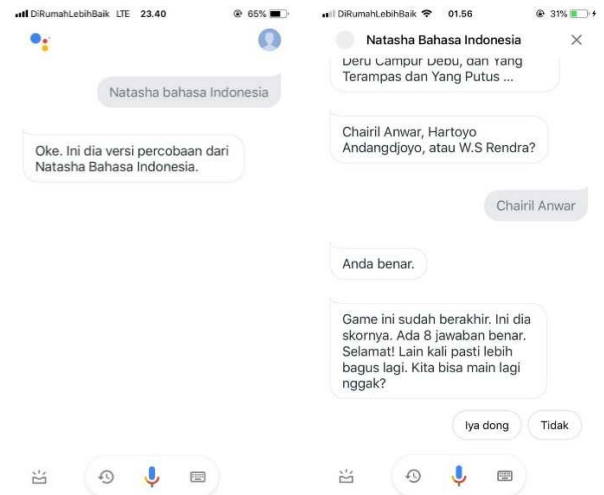 DiRumahLebihBaik LTE 23.40 65%
Natasha bahasa Indonesia
Oke. Ini dia versi percobaan dari
Natasha Bahasa Indonesia.
DiRumahLebihBaik 01.56 31%
Natasha Bahasa Indonesia
Deru Campur Debu, dan Yang
Terampas dan Yang Putus ...
Chairil Anwar, Hartoyo
Andangdjoyo, atau W.S Rendra?
Chairil Anwar
Anda benar.
Game ini sudah berakhir. Ini dia
skornya. Ada 8 jawaban benar.
Selamat! Lain kali pasti lebih
bagus lagi. Kita bisa main lagi
nggak?
Iya dong
Tidak